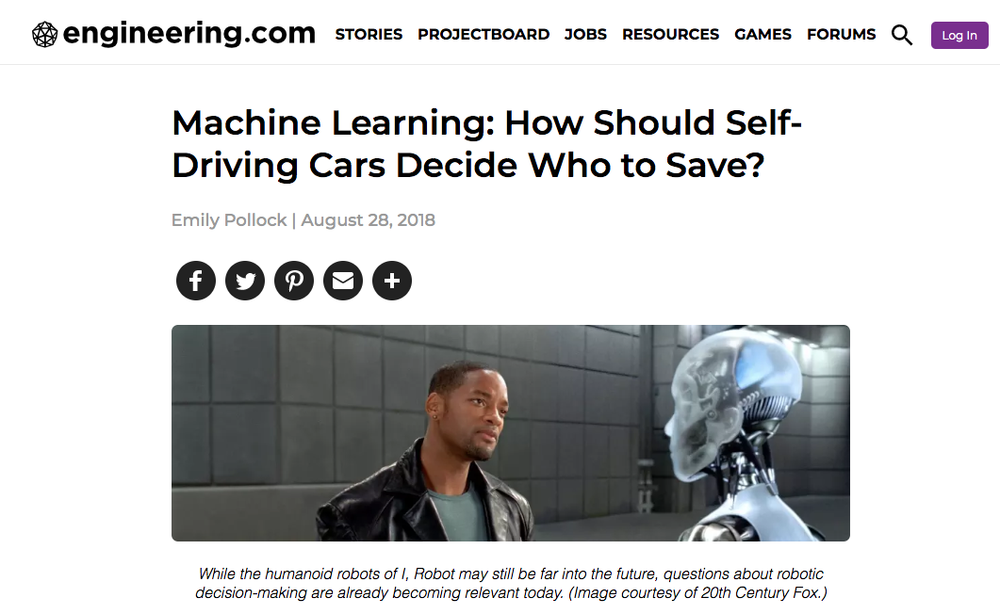 engineering.com STORIES PROJECTBOARD JOBS RESOURCES GAMES FORUMS Log In
Machine Learning: How Should Self-
Driving Cars Decide Who to Save?
Emily Pollock | August 28, 2018
While the humanoid robots of I, Robot may still be far into the future, questions about robotic
decision-making are already becoming relevant today. (Image courtesy of 20th Century Fox.)